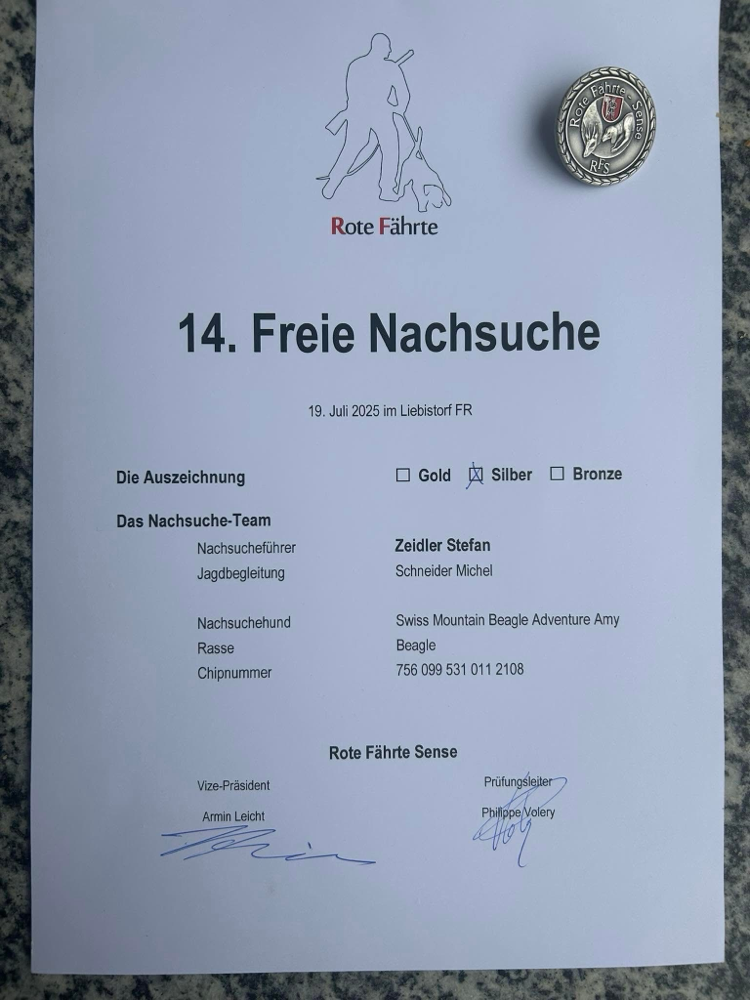 Rote Fährte - Sense
RFS
Rote Fährte
14. Freie Nachsuche
19. Juli 2025 im Liebistorf FR
Die Auszeichnung ☐ Gold ☒ Silber ☐ Bronze
Das Nachsuche-Team
Nachsucheführer Zeidler Stefan
Jagdbegleitung Schneider Michel
Nachsuchehund Swiss Mountain Beagle Adventure Amy
Rasse Beagle
Chipnummer 756 099 531 011 2108
Rote Fährte Sense
Vize-Präsident Prüfungsleiter
Armin Leicht Philippe Volery